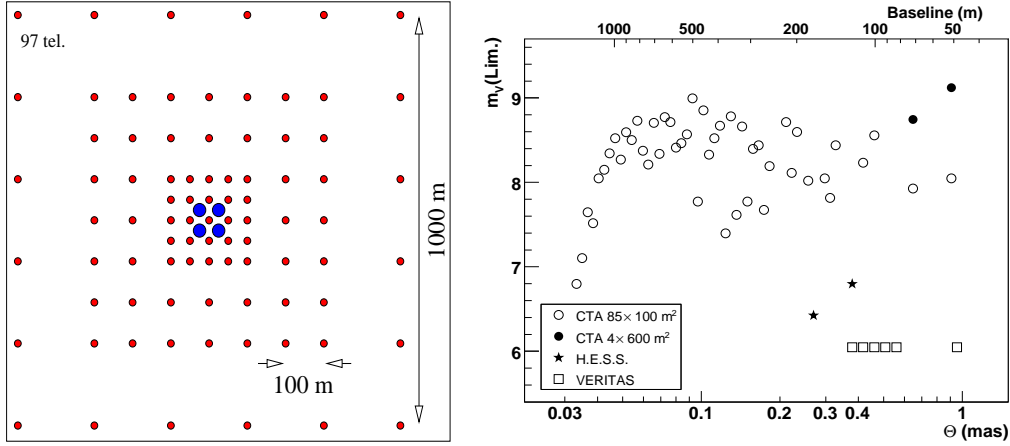 97 tel.
1000 m
100 m
Baseline (m)
1000 500 200 100 50
m_V(Lim.)
9
8
7
6
CTA 85× 100 m²
CTA 4× 600 m²
H.E.S.S.
VERITAS
0.03 0.1 0.2 0.3 0.4 1
Θ (mas)